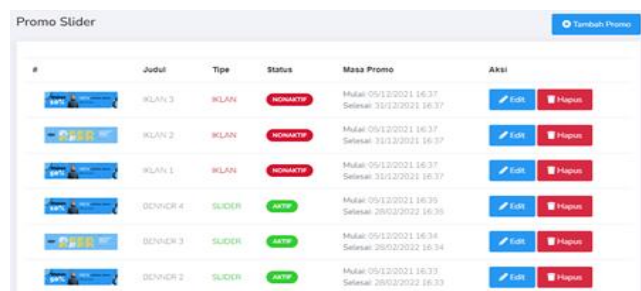 Promo Slider
Tambah Promo
# Judul Tipe Status Masa Promo Aksi
IKLAN 3 IKLAN NONAKTIF Mulai: 05/12/2021 16:37 Edit Hapus
Selesai: 31/12/2021 16:37
IKLAN 2 IKLAN NONAKTIF Mulai: 05/12/2021 16:37 Edit Hapus
Selesai: 31/12/2021 16:37
IKLAN 1 IKLAN NONAKTIF Mulai: 05/12/2021 16:37 Edit Hapus
Selesai: 31/12/2021 16:37
BENNER 4 SLIDER AKTIF Mulai: 05/12/2021 16:35 Edit Hapus
Selesai: 28/02/2022 16:35
BENNER 3 SLIDER AKTIF Mulai: 05/12/2021 16:34 Edit Hapus
Selesai: 28/02/2022 16:34
BENNER 2 SLIDER AKTIF Mulai: 05/12/2021 16:33 Edit Hapus
Selesai: 28/02/2022 16:33